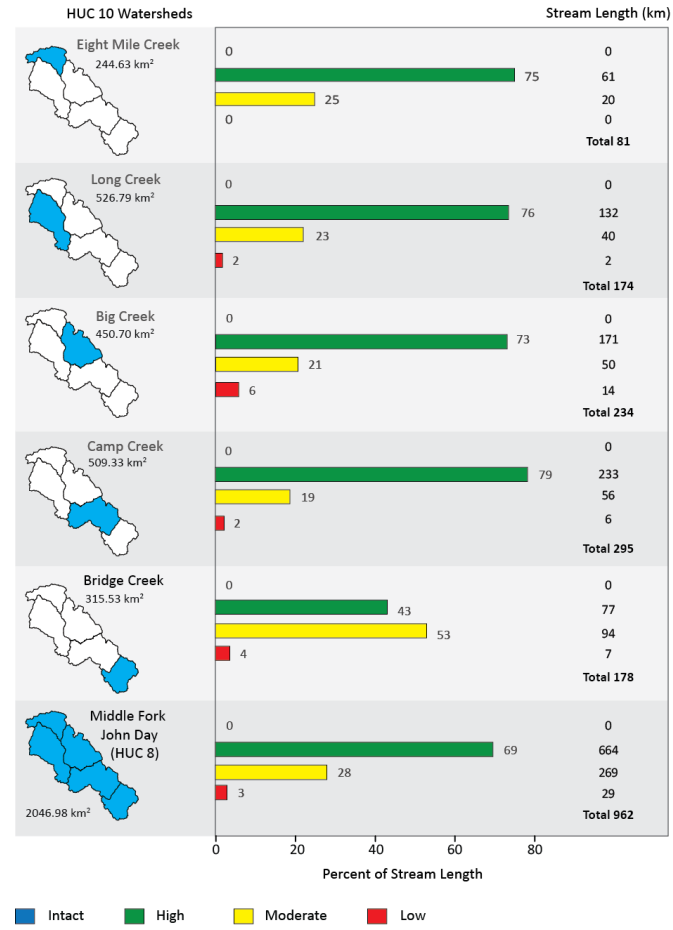 HUC 10 Watersheds
Stream Length (km)
Eight Mile Creek
244.63 km²
0
0
75
61
25
20
0
0
Total 81
Long Creek
526.79 km²
0
0
76
132
23
40
2
2
Total 174
Big Creek
450.70 km²
0
0
73
171
21
50
6
14
Total 234
Camp Creek
509.33 km²
0
0
79
233
19
56
2
6
Total 295
Bridge Creek
315.53 km²
0
0
43
77
53
94
4
7
Total 178
Middle Fork
John Day
(HUC 8)
2046.98 km²
0
0
69
664
28
269
3
29
Total 962
0 20 40 60 80
Percent of Stream Length
Intact High Moderate Low